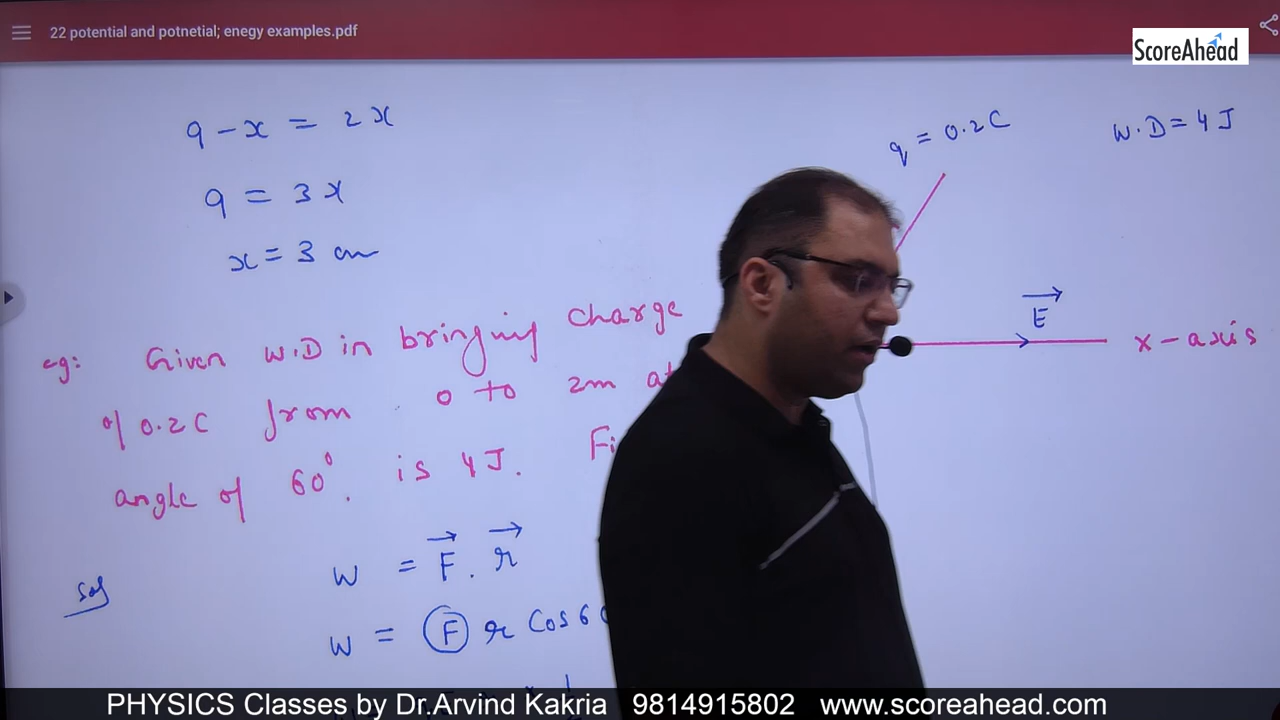 22 potential and potnetial; enegy examples.pdf
ScoreAhead
9 - x = 2x
9 = 3x
x = 3 cm
q = 0.2C
W.D = 4J
E
x-axis
eg: Given W.D in bringing charge
of 0.2C from 0 to 2m at
angle of 60°. is 4J.
Sol
W = F . r
W = F r Cos 6
PHYSICS Classes by Dr.Arvind Kakria 9814915802 www.scoreahead.com